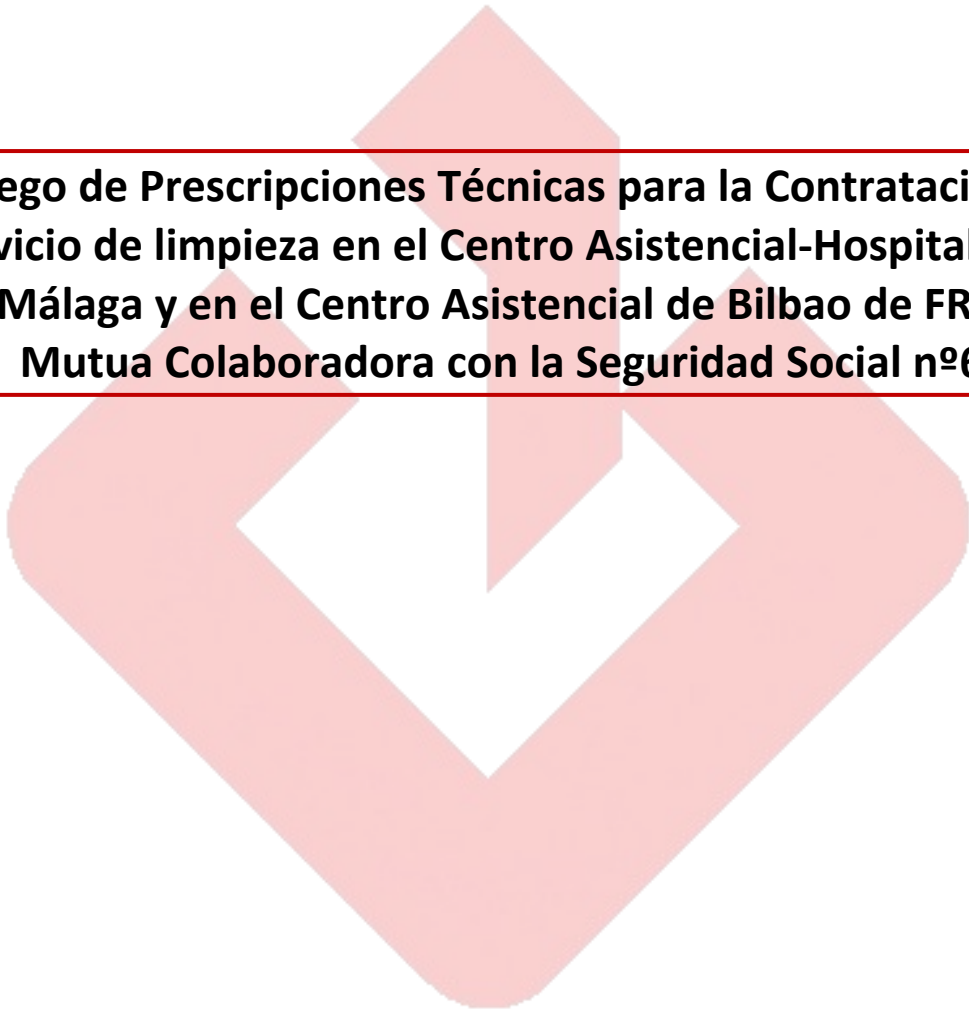 ego de Prescripciones Técnicas para la Contrataci
vicio de limpieza en el Centro Asistencial-Hospital
Málaga y en el Centro Asistencial de Bilbao de FR
Mutua Colaboradora con la Seguridad Social nº6